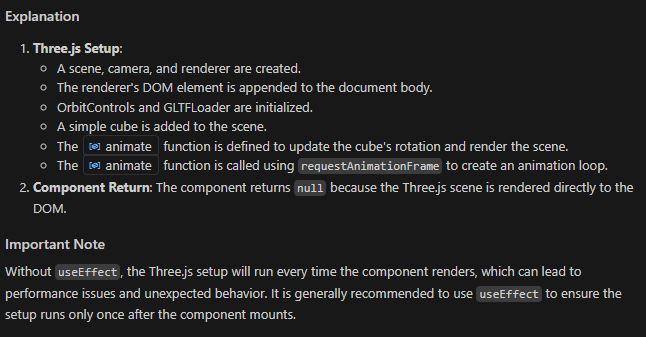 Explanation
1. Three.js Setup:
◦ A scene, camera, and renderer are created.
◦ The renderer's DOM element is appended to the document body.
◦ OrbitControls and GLTFLoader are initialized.
◦ A simple cube is added to the scene.
◦ The animate function is defined to update the cube's rotation and render the scene.
◦ The animate function is called using requestAnimationFrame to create an animation loop.
2. Component Return: The component returns null because the Three.js scene is rendered directly to the
DOM.
Important Note
Without useEffect, the Three.js setup will run every time the component renders, which can lead to
performance issues and unexpected behavior. It is generally recommended to use useEffect to ensure the
setup runs only once after the component mounts.